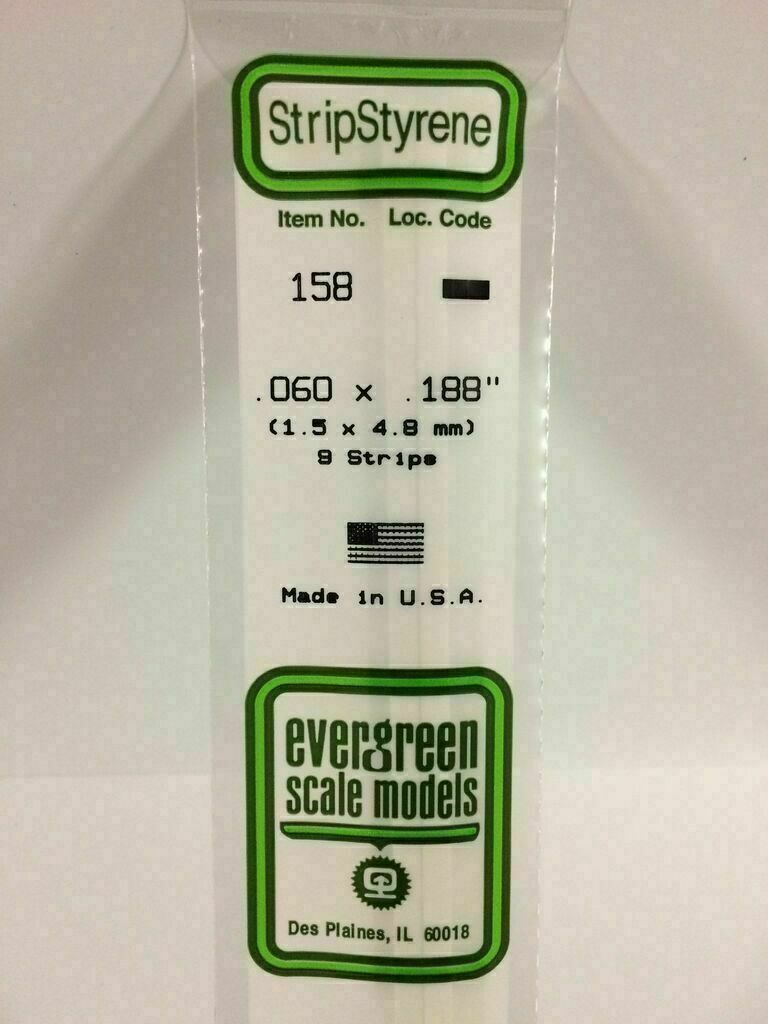 StripStyrene
Item No. Loc. Code
158
.060 x .188"
(1.5 x 4.8 mm)
9 Strips
Made in U.S.A.
evergreen
scale models
Des Plaines, IL 60018